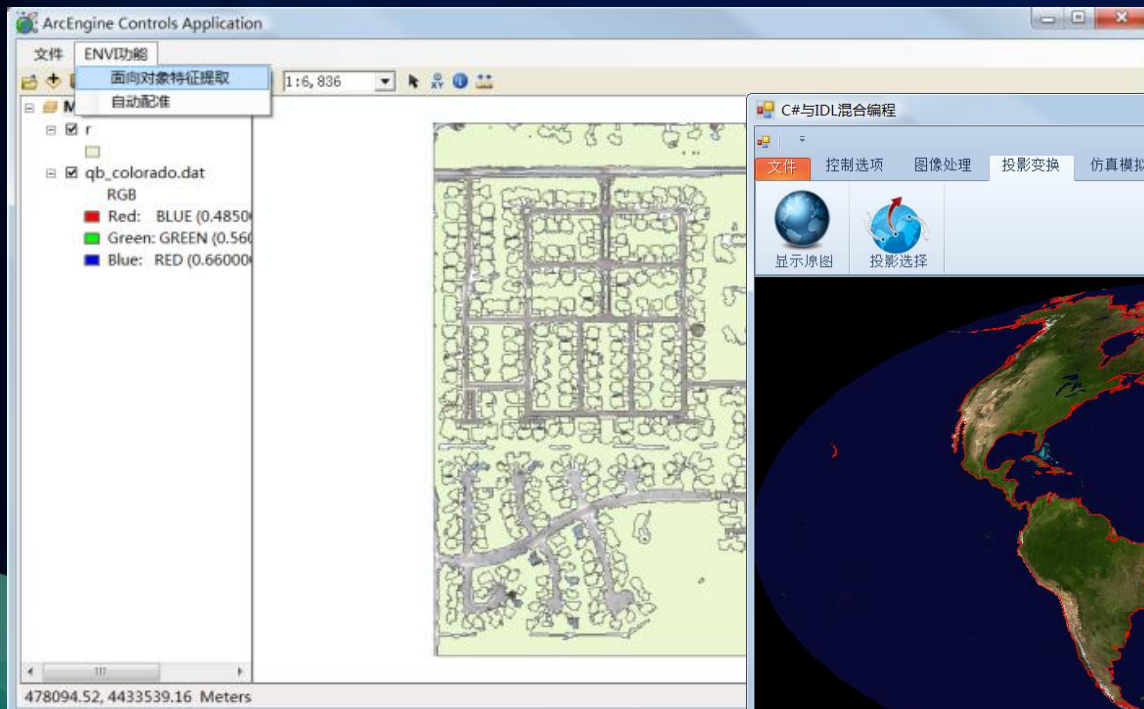 ArcEngine Controls Application
文件 ENVI功能
面向对象特征提取
自动配准
1:6,836
M
r
qb_colorado.dat
RGB
Red: BLUE (0.4850
Green: GREEN (0.560
Blue: RED (0.66000
478094.52, 4433539.16 Meters
C#与IDL混合编程
文件 控制选项 图像处理 投影变换 仿真模拟
显示原图 投影选择